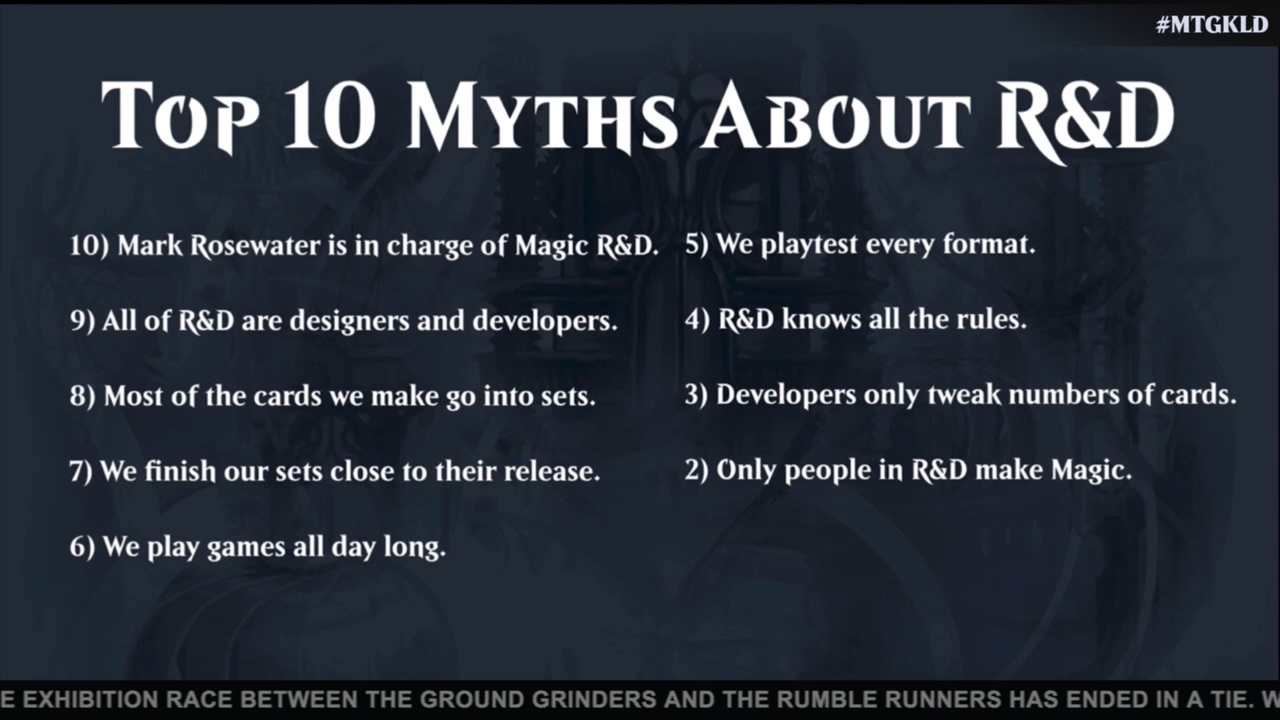 #MTGKLD
Top 10 Myths About R&D
10) Mark Rosewater is in charge of Magic R&D.
9) All of R&D are designers and developers.
8) Most of the cards we make go into sets.
7) We finish our sets close to their release.
6) We play games all day long.
5) We playtest every format.
4) R&D knows all the rules.
3) Developers only tweak numbers of cards.
2) Only people in R&D make Magic.
E EXHIBITION RACE BETWEEN THE GROUND GRINDERS AND THE RUMBLE RUNNERS HAS ENDED IN A TIE. W